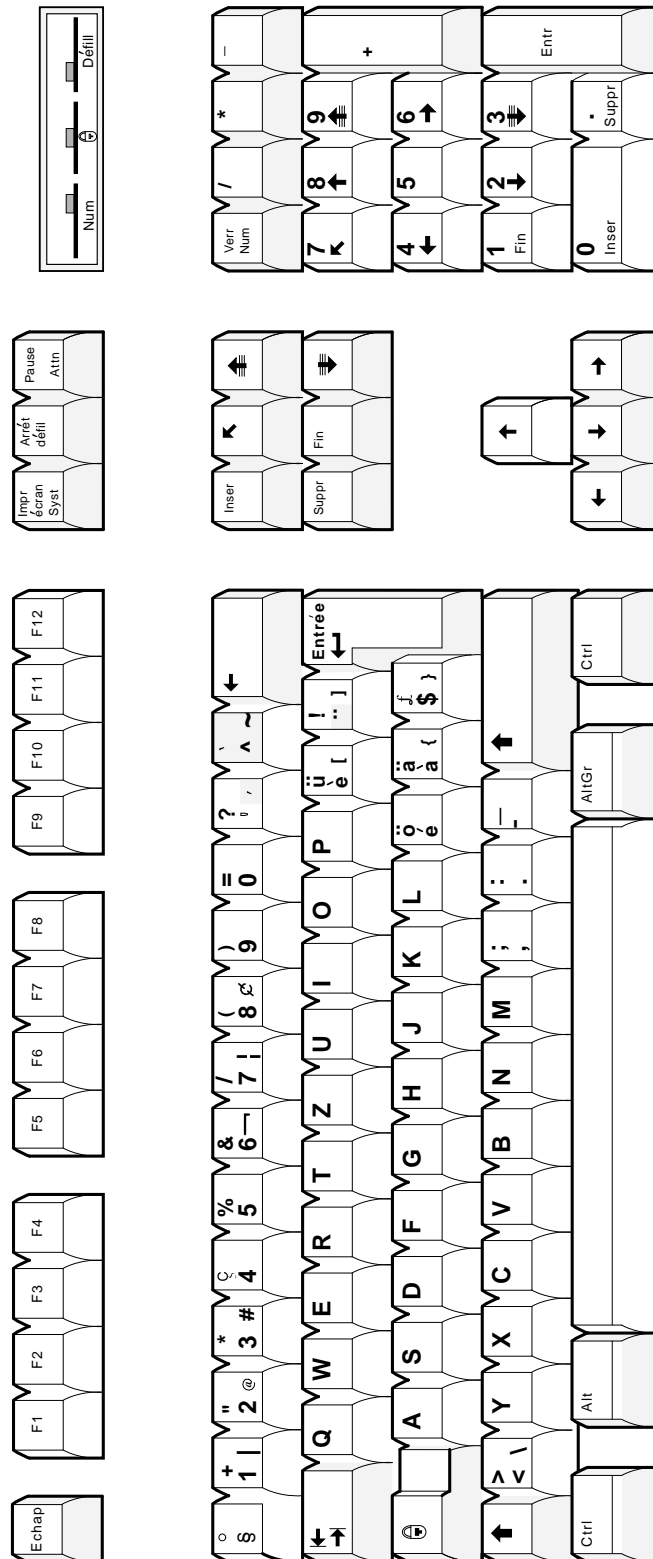 Echap
F1 F2 F3 F4
F5 F6 F7 F8
F9 F10 F11 F12
Impr écran Syst
Arrêt défil
Pause Attn
Num Défill
° §
+ 1 |
" 2 @
* 3 #
ç 4
% 5
& 6 ¬
/ 7 ¦
( 8 ¢
) 9
= 0
? ' ´
` ^ ~
←
Inser
↖
Verr Num
/
*
–
Q W E R T Z U I O P
ü è [
! ¨ ]
Entrée
Suppr
Fin
7 ↖
8 ↑
9
+
A S D F G H J K L
ö é
ä à {
£ $ }
4 ←
5
6 →
> < \
Y X C V B N M
; ,
: .
_ -
↑
1 Fin
2 ↓
3
Entr
Ctrl
Alt
AltGr
Ctrl
← ↓ →
0 Inser
. Suppr